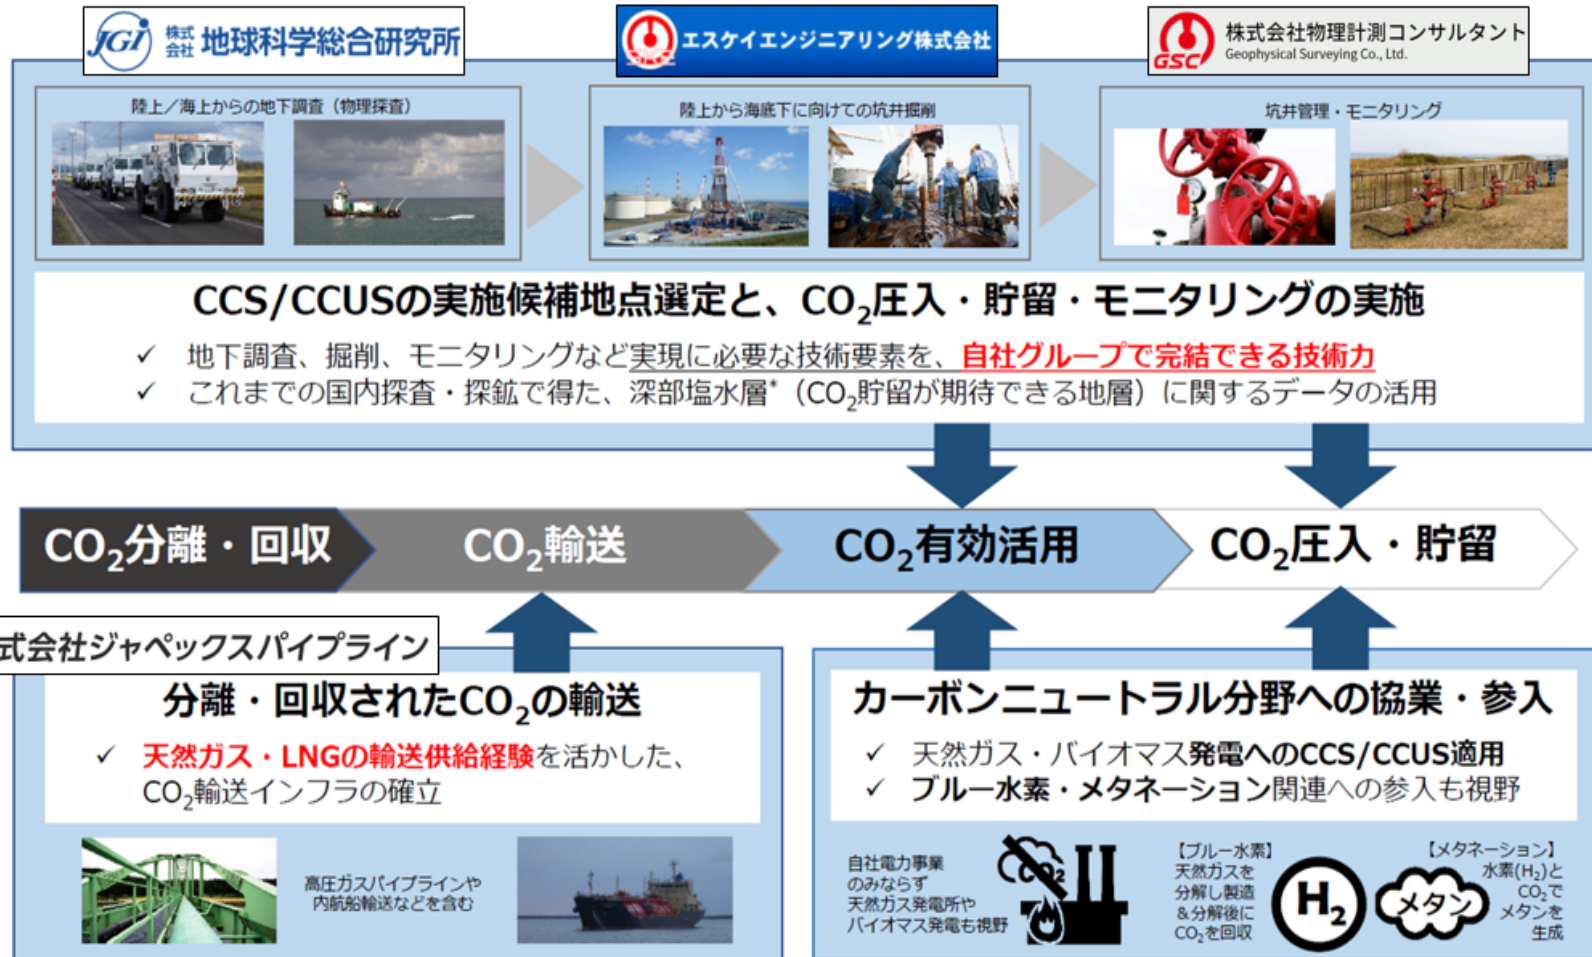 JGI 株式会社 地球科学総合研究所
エスケイエンジニアリング株式会社
GSC 株式会社物理計測コンサルタント
Geophysical Surveying Co., Ltd.
陸上／海上からの地下調査（物理探査）
陸上から海底下に向けての坑井掘削
坑井管理・モニタリング
CCS/CCUSの実施候補地点選定と、CO₂圧入・貯留・モニタリングの実施
✓ 地下調査、掘削、モニタリングなど実現に必要な技術要素を、自社グループで完結できる技術力
✓ これまでの国内探査・探鉱で得た、深部塩水層*（CO₂貯留が期待できる地層）に関するデータの活用
CO₂分離・回収
CO₂輸送
CO₂有効活用
CO₂圧入・貯留
式会社ジャペックスパイプライン
分離・回収されたCO₂の輸送
✓ 天然ガス・LNGの輸送供給経験を活かした、
CO₂輸送インフラの確立
高圧ガスパイプラインや
内航船輸送などを含む
カーボンニュートラル分野への協業・参入
✓ 天然ガス・バイオマス発電へのCCS/CCUS適用
✓ ブルー水素・メタネーション関連への参入も視野
自社電力事業
のみならず
天然ガス発電所や
バイオマス発電も視野
CO₂
【ブルー水素】
天然ガスを
分解し製造
＆分解後に
CO₂を回収
H₂
メタン
【メタネーション】
水素(H₂)と
CO₂で
メタンを
生成